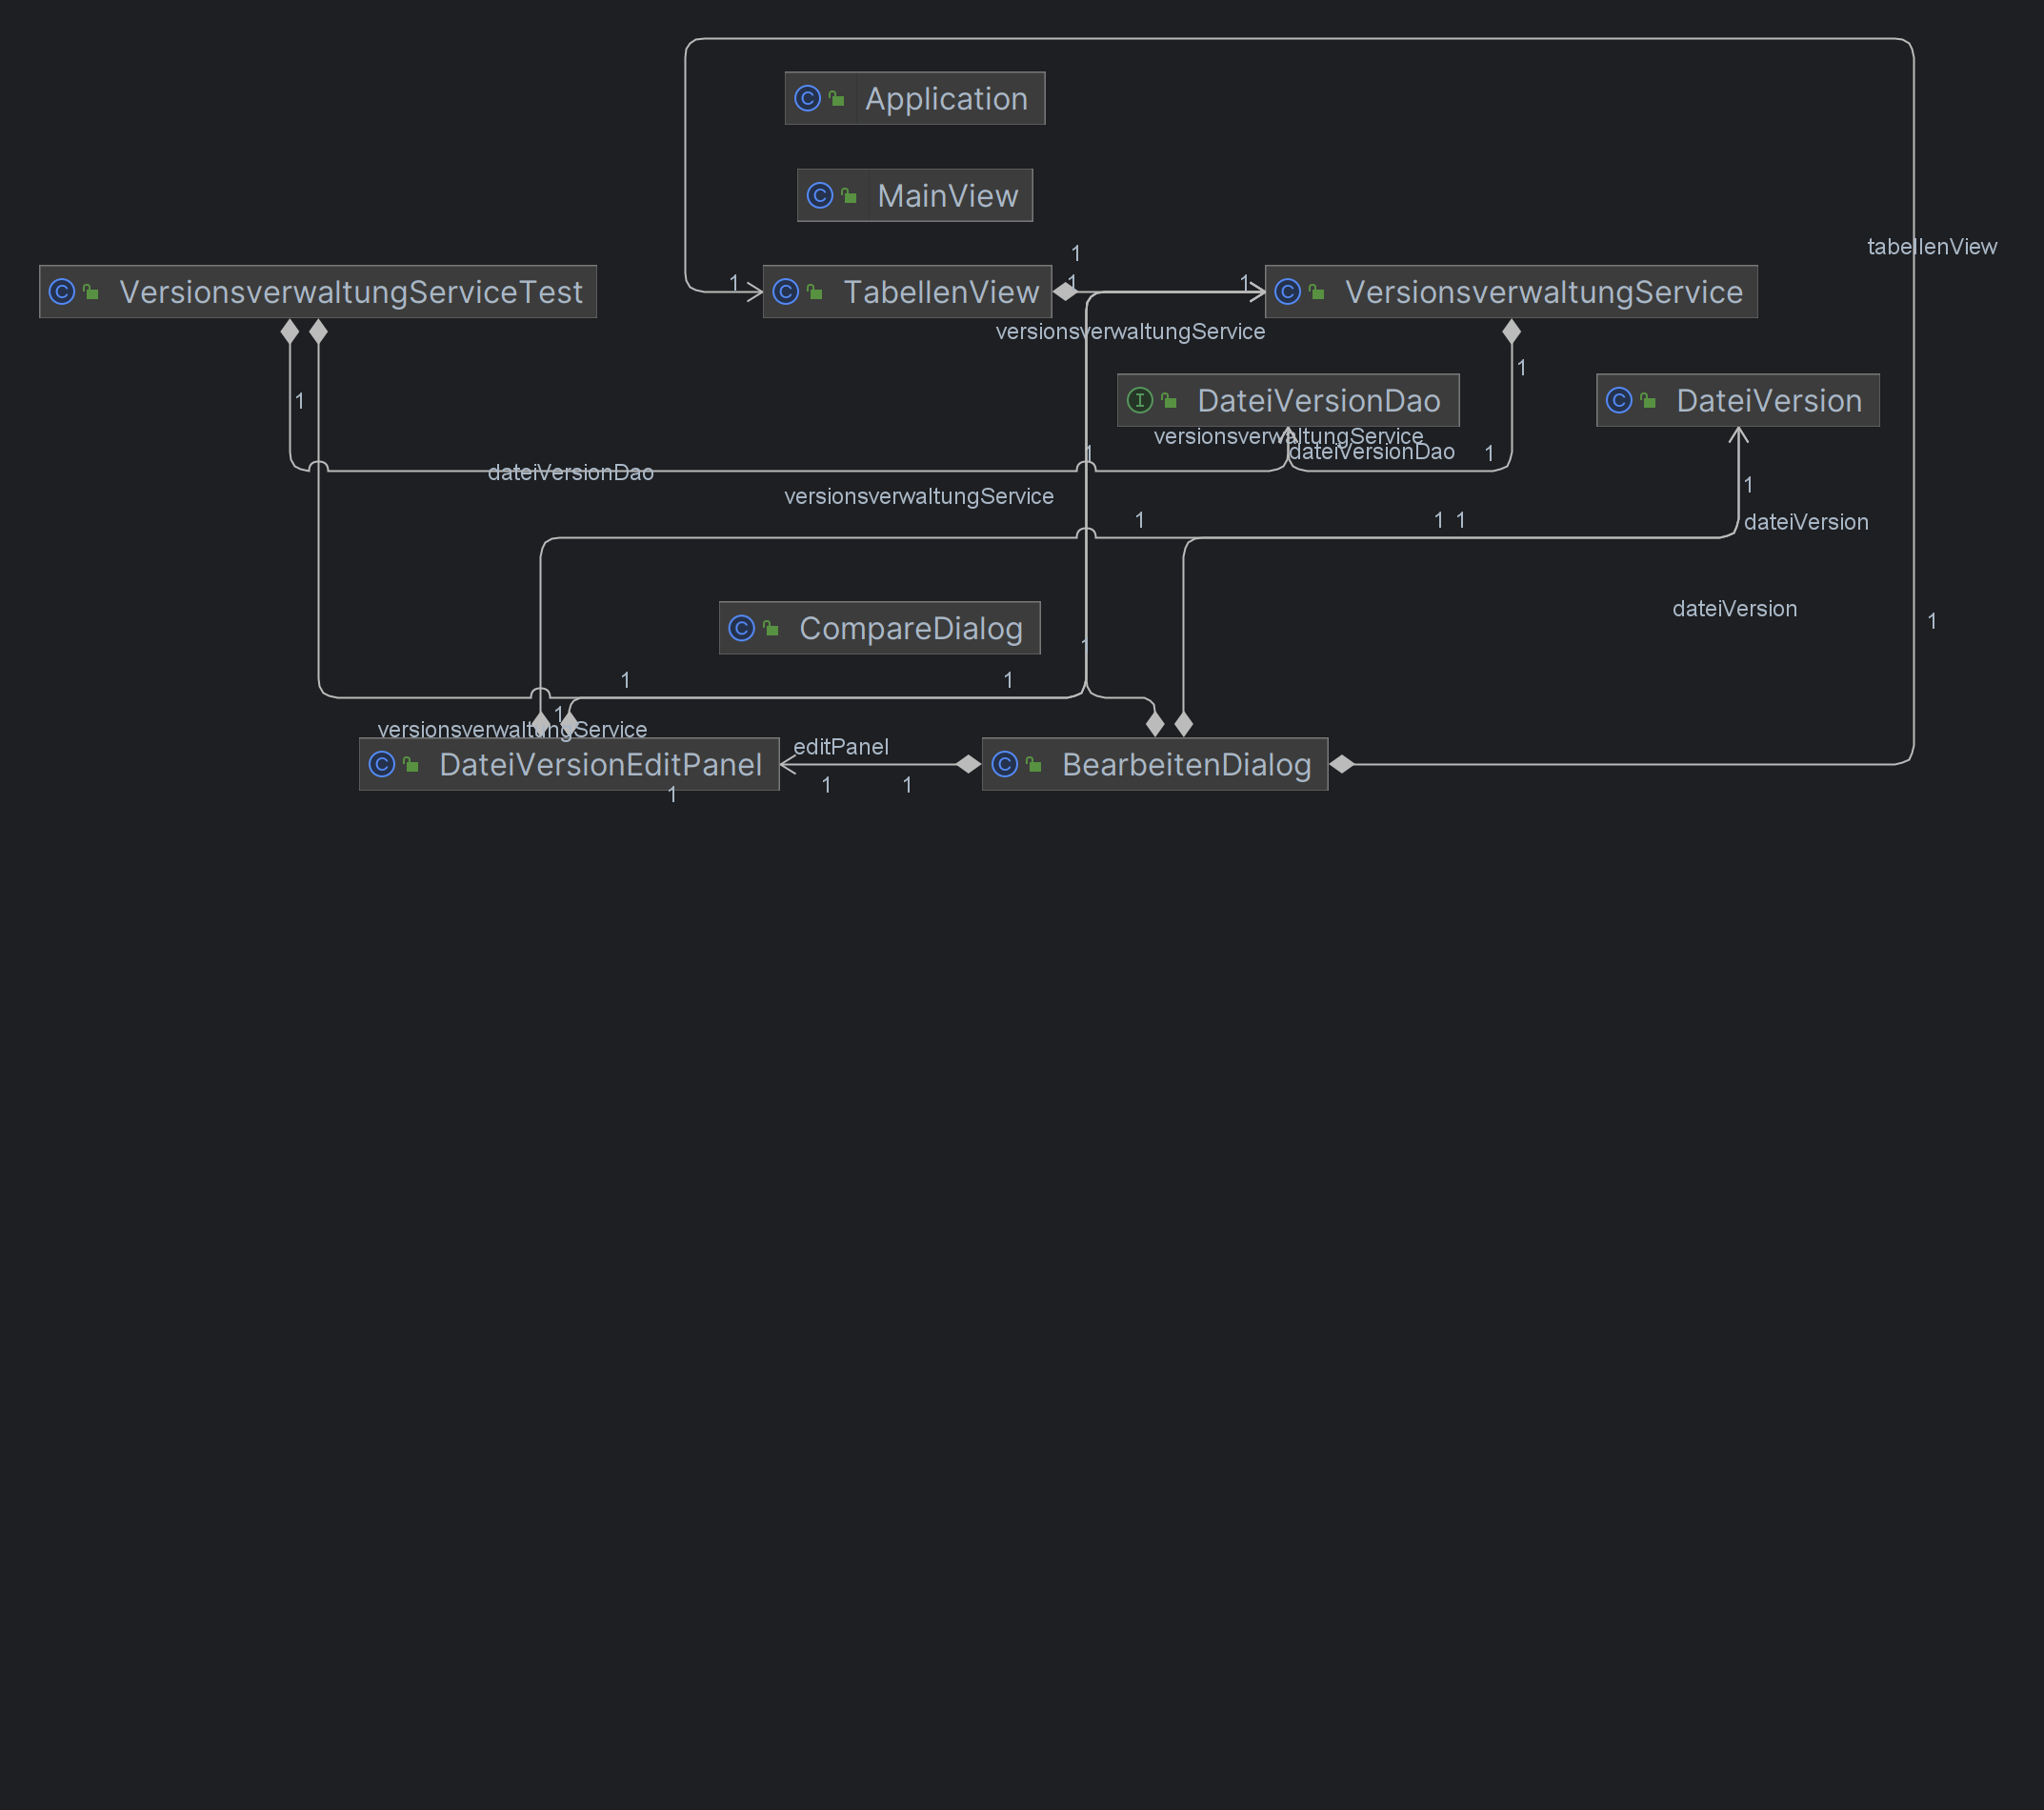 Application
MainView
tabellenView
1
VersionsverwaltungServiceTest
1
TabellenView
1
1
VersionsverwaltungService
versionsverwaltungService
1
1
DateiVersionDao
DateiVersion
versionsverwaltungService
1
dateiVersionDao
1
dateiVersionDao
1
versionsverwaltungService
1
1
1
dateiVersion
dateiVersion
1
CompareDialog
1
1
1
1
versionsverwaltungService
editPanel
DateiVersionEditPanel
BearbeitenDialog
1
1
1